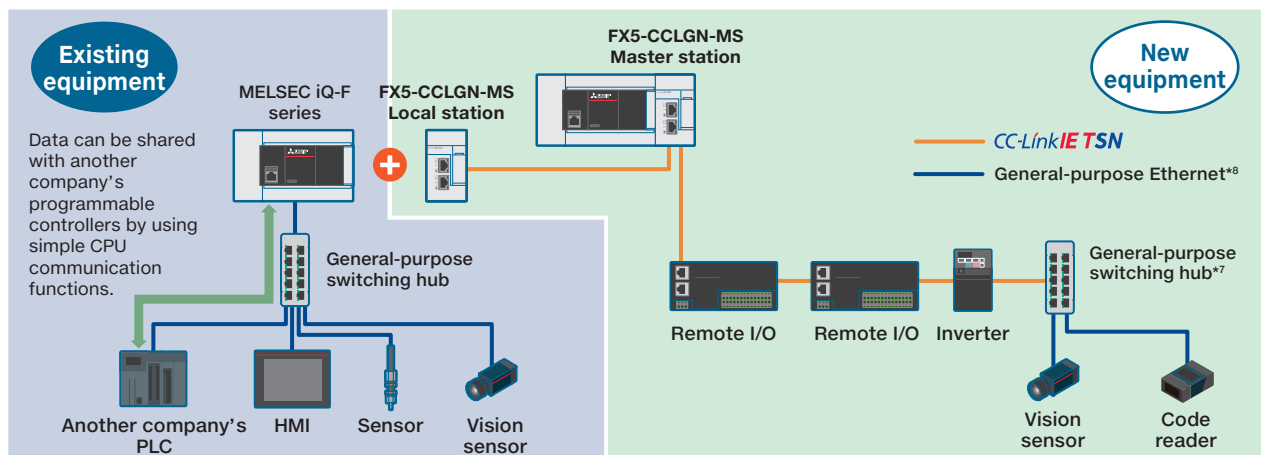 Existing
equipment
Data can be shared
with another
company's
programmable
controllers by using
simple CPU
communication
functions.
MELSEC iQ-F
series
FX5-CCLGN-MS
Local station
FX5-CCLGN-MS
Master station
New
equipment
CC-Link IE TSN
General-purpose Ethernet*8
General-purpose
switching hub
General-purpose
switching hub*7
Remote I/O
Remote I/O
Inverter
Another company's
PLC
HMI
Sensor
Vision
sensor
Vision
sensor
Code
reader